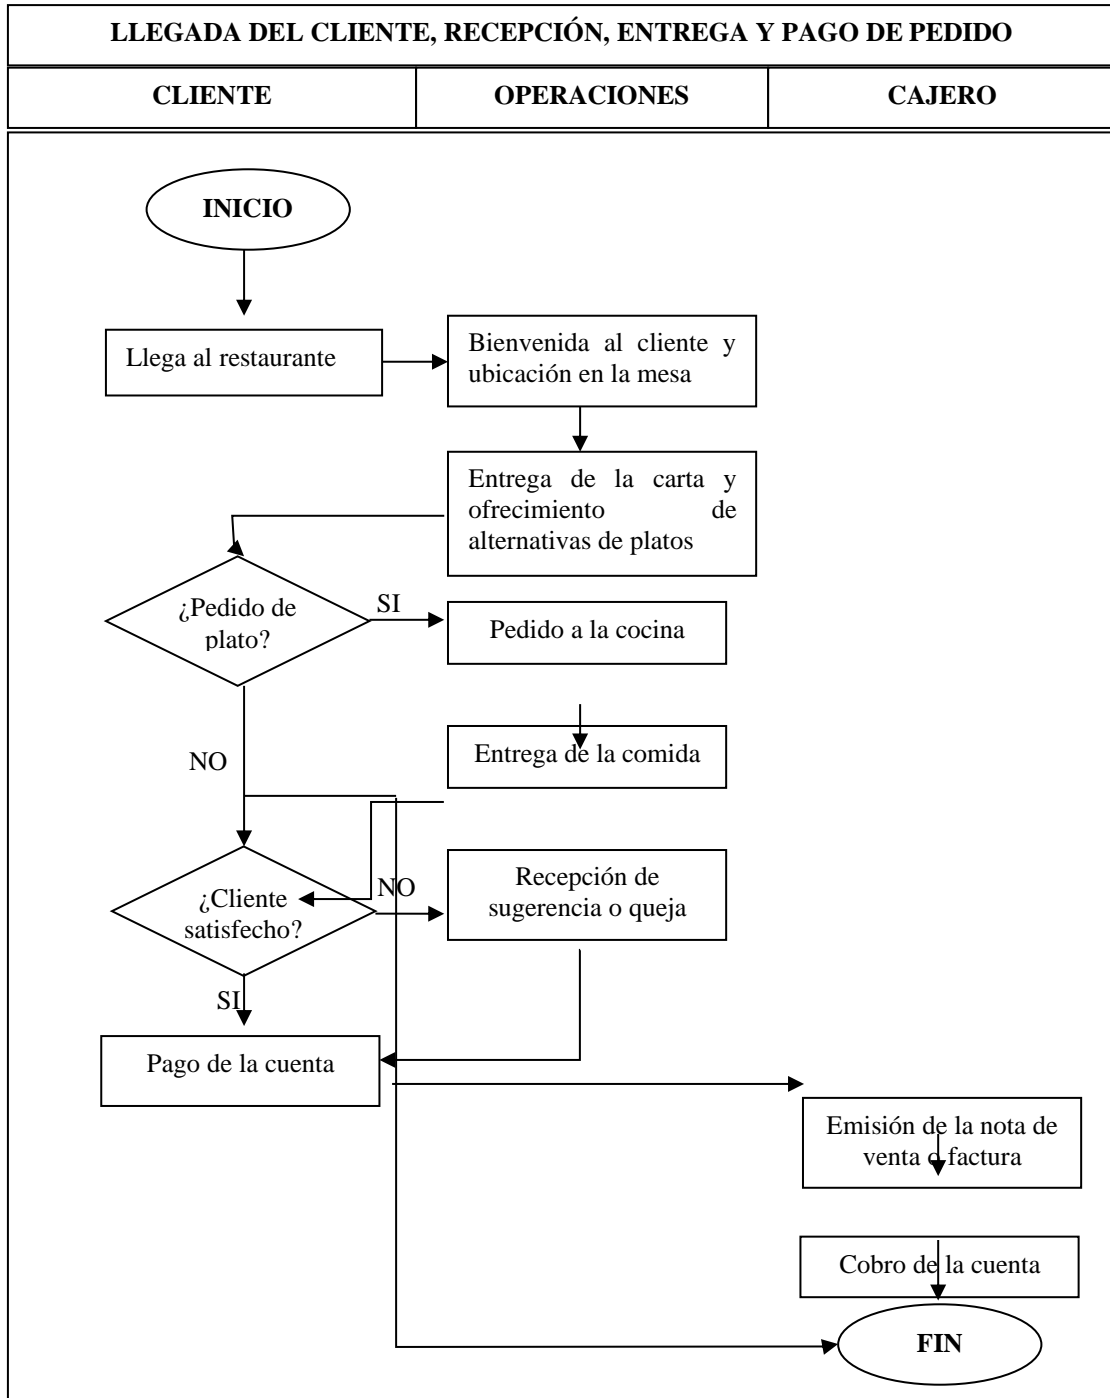 LLEGADA DEL CLIENTE, RECEPCIÓN, ENTREGA Y PAGO DE PEDIDO
CLIENTE
OPERACIONES
CAJERO
INICIO
Llega al restaurante
Bienvenida al cliente y
ubicación en la mesa
Entrega de la carta y
ofrecimiento de
alternativas de platos
¿Pedido de
plato?
SI
Pedido a la cocina
NO
Entrega de la comida
¿Cliente
satisfecho?
NO
Recepción de
sugerencia o queja
SI
Pago de la cuenta
Emisión de la nota de
venta o factura
Cobro de la cuenta
FIN